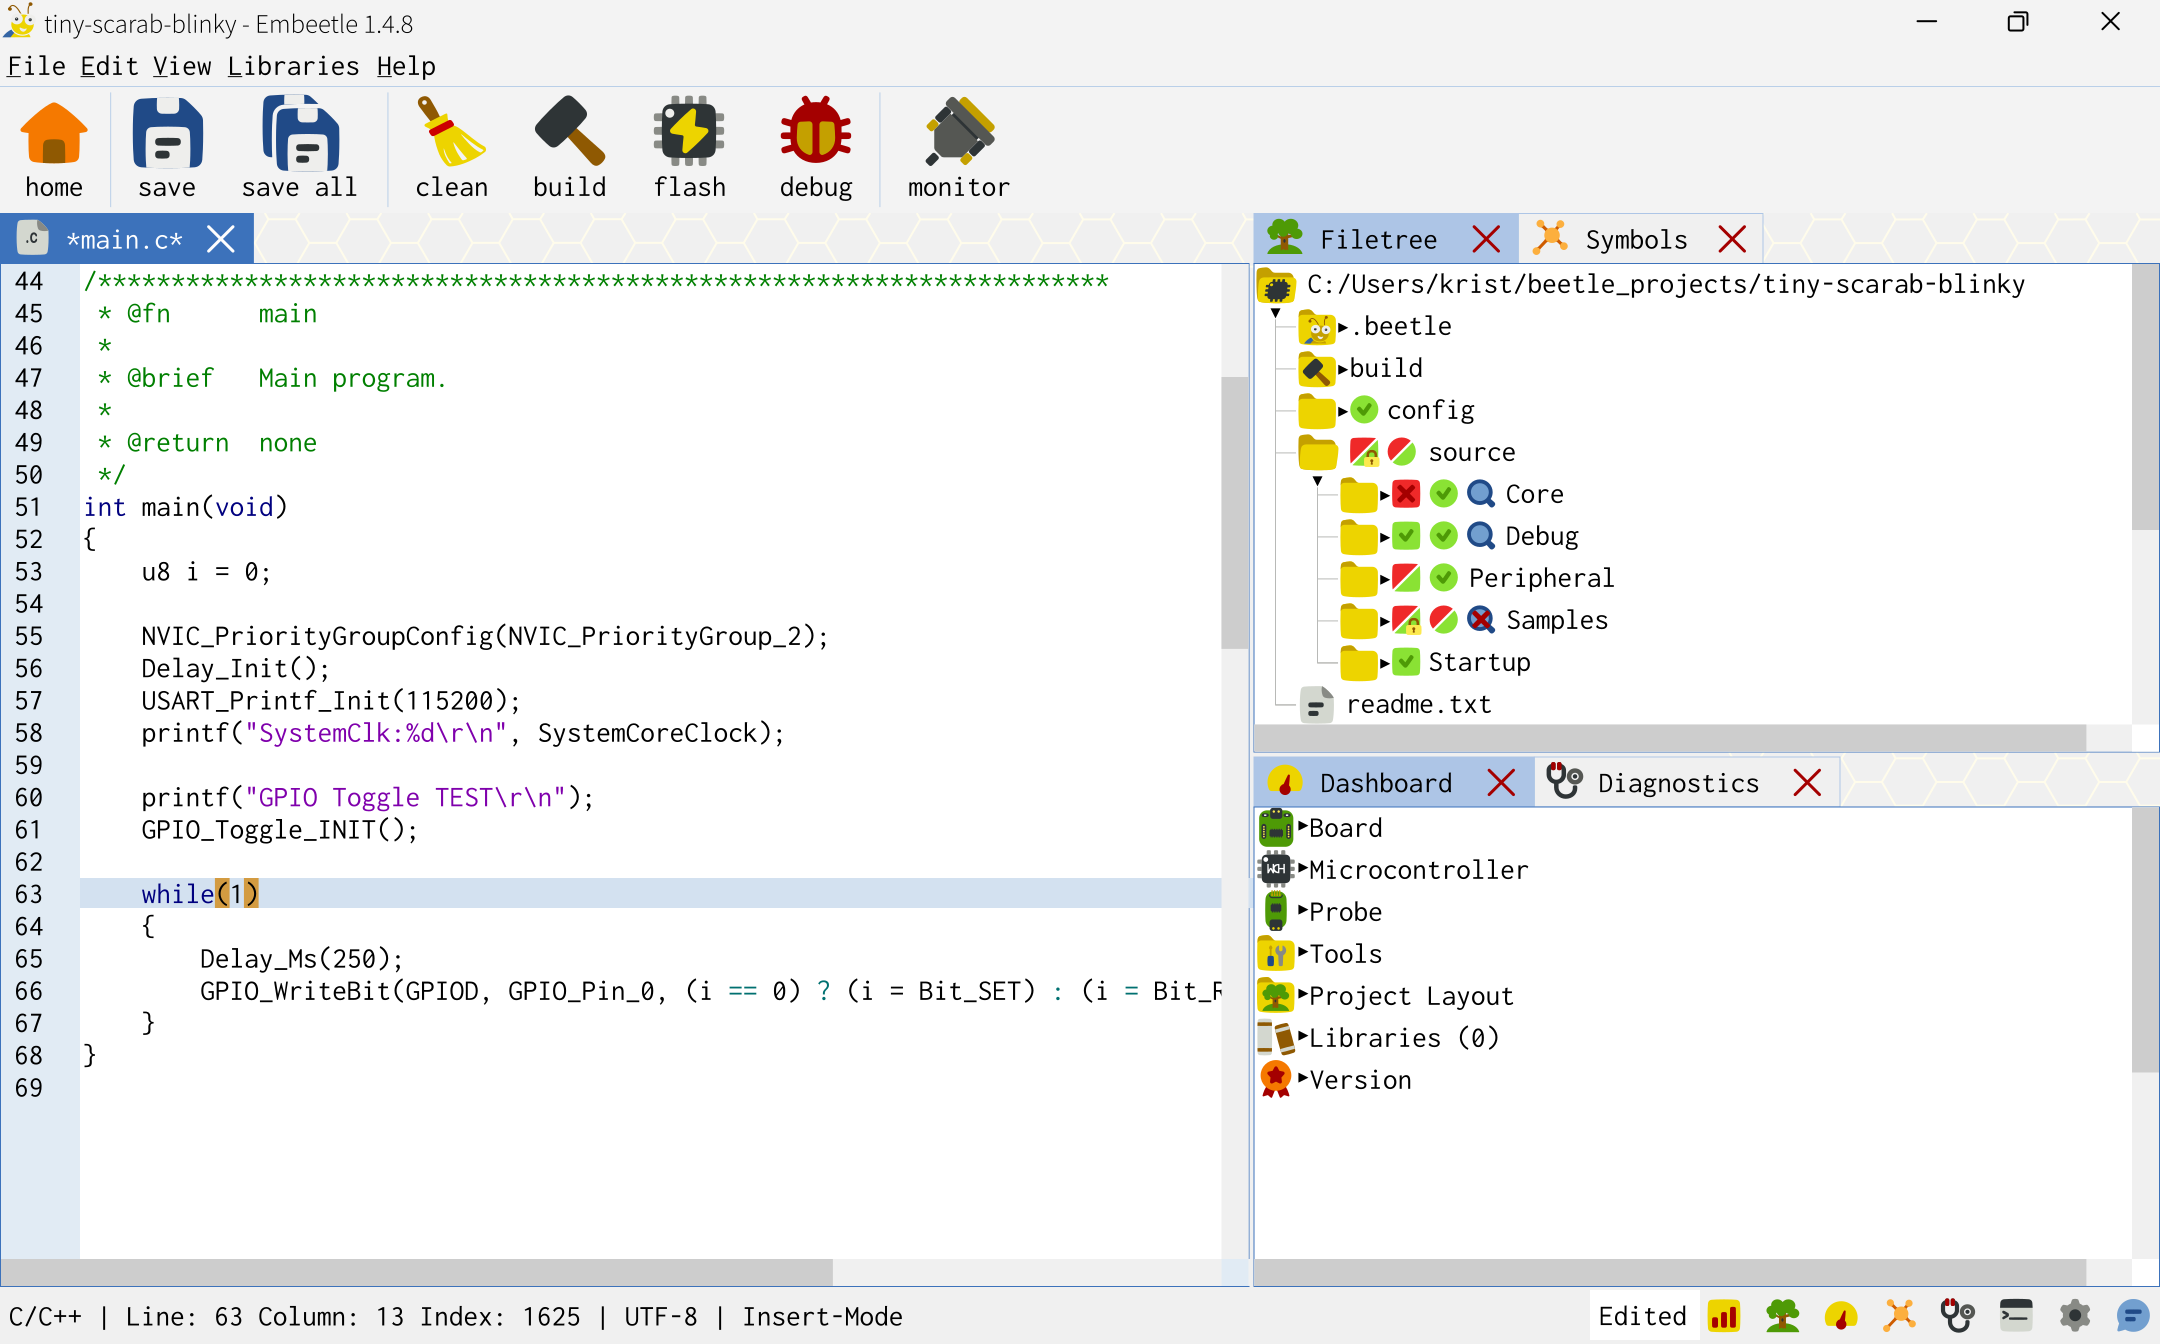 tiny-scarab-blinky - Embeetle 1.4.8
File Edit View Libraries Help
home save save all clean build flash debug monitor
.c *main.c*
44 /*********************************************************************
45  * @fn      main
46  *
47  * @brief   Main program.
48  *
49  * @return  none
50  */
51 int main(void)
52 {
53     u8 i = 0;
54
55     NVIC_PriorityGroupConfig(NVIC_PriorityGroup_2);
56     Delay_Init();
57     USART_Printf_Init(115200);
58     printf("SystemClk:%d\r\n", SystemCoreClock);
59
60     printf("GPIO Toggle TEST\r\n");
61     GPIO_Toggle_INIT();
62
63     while(1)
64     {
65         Delay_Ms(250);
66         GPIO_WriteBit(GPIOD, GPIO_Pin_0, (i == 0) ? (i = Bit_SET) : (i = Bit_R
67     }
68 }
69
Filetree Symbols
C:/Users/krist/beetle_projects/tiny-scarab-blinky
.beetle
build
config
source
Core
Debug
Peripheral
Samples
Startup
readme.txt
Dashboard Diagnostics
Board
WCH Microcontroller
Probe
Tools
Project Layout
Libraries (0)
Version
C/C++ | Line: 63 Column: 13 Index: 1625 | UTF-8 | Insert-Mode
Edited